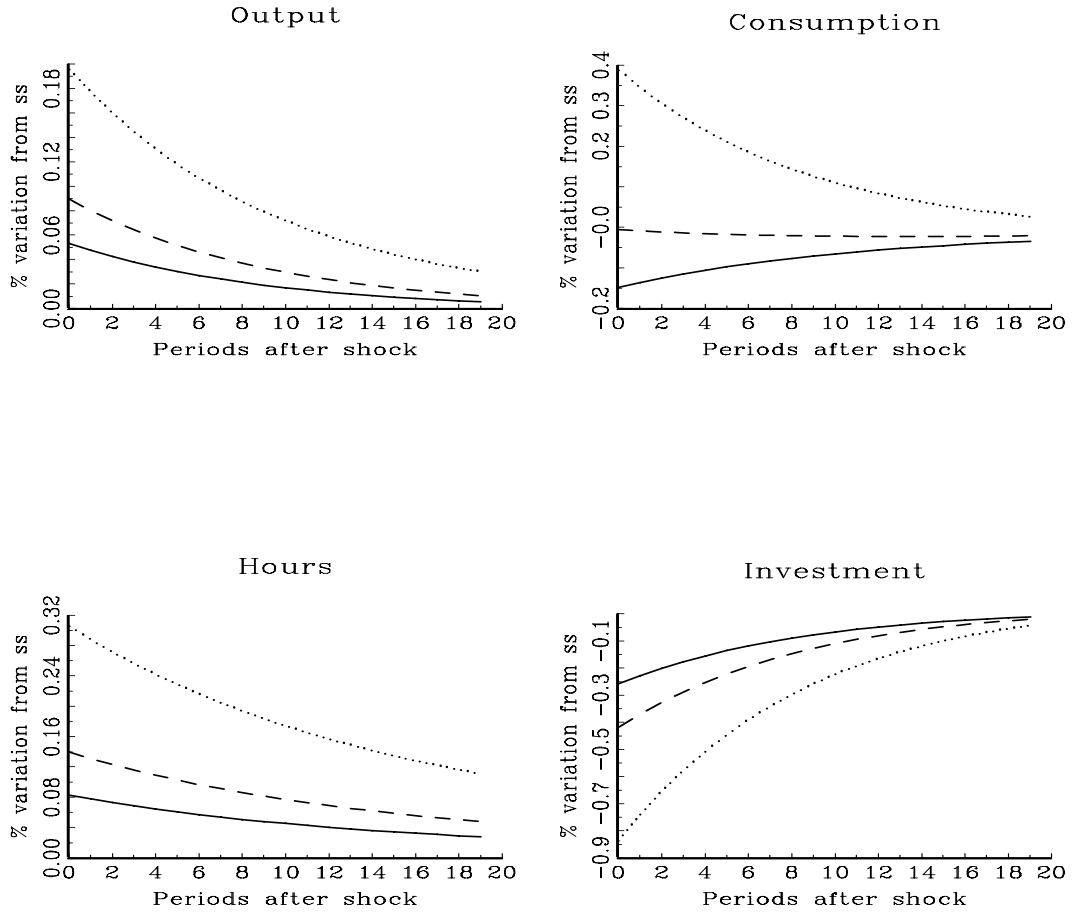 Output
% variation from ss
0.18
0.12
0.06
0.00
0 2 4 6 8 10 12 14 16 18 20
Periods after shock
Consumption
% variation from ss
0.4
0.3
0.2
-0.0
-0.2
0 2 4 6 8 10 12 14 16 18 20
Periods after shock
Hours
% variation from ss
0.32
0.24
0.16
0.08
0.00
0 2 4 6 8 10 12 14 16 18 20
Periods after shock
Investment
% variation from ss
-0.1
-0.3
-0.5
-0.7
-0.9
0 2 4 6 8 10 12 14 16 18 20
Periods after shock